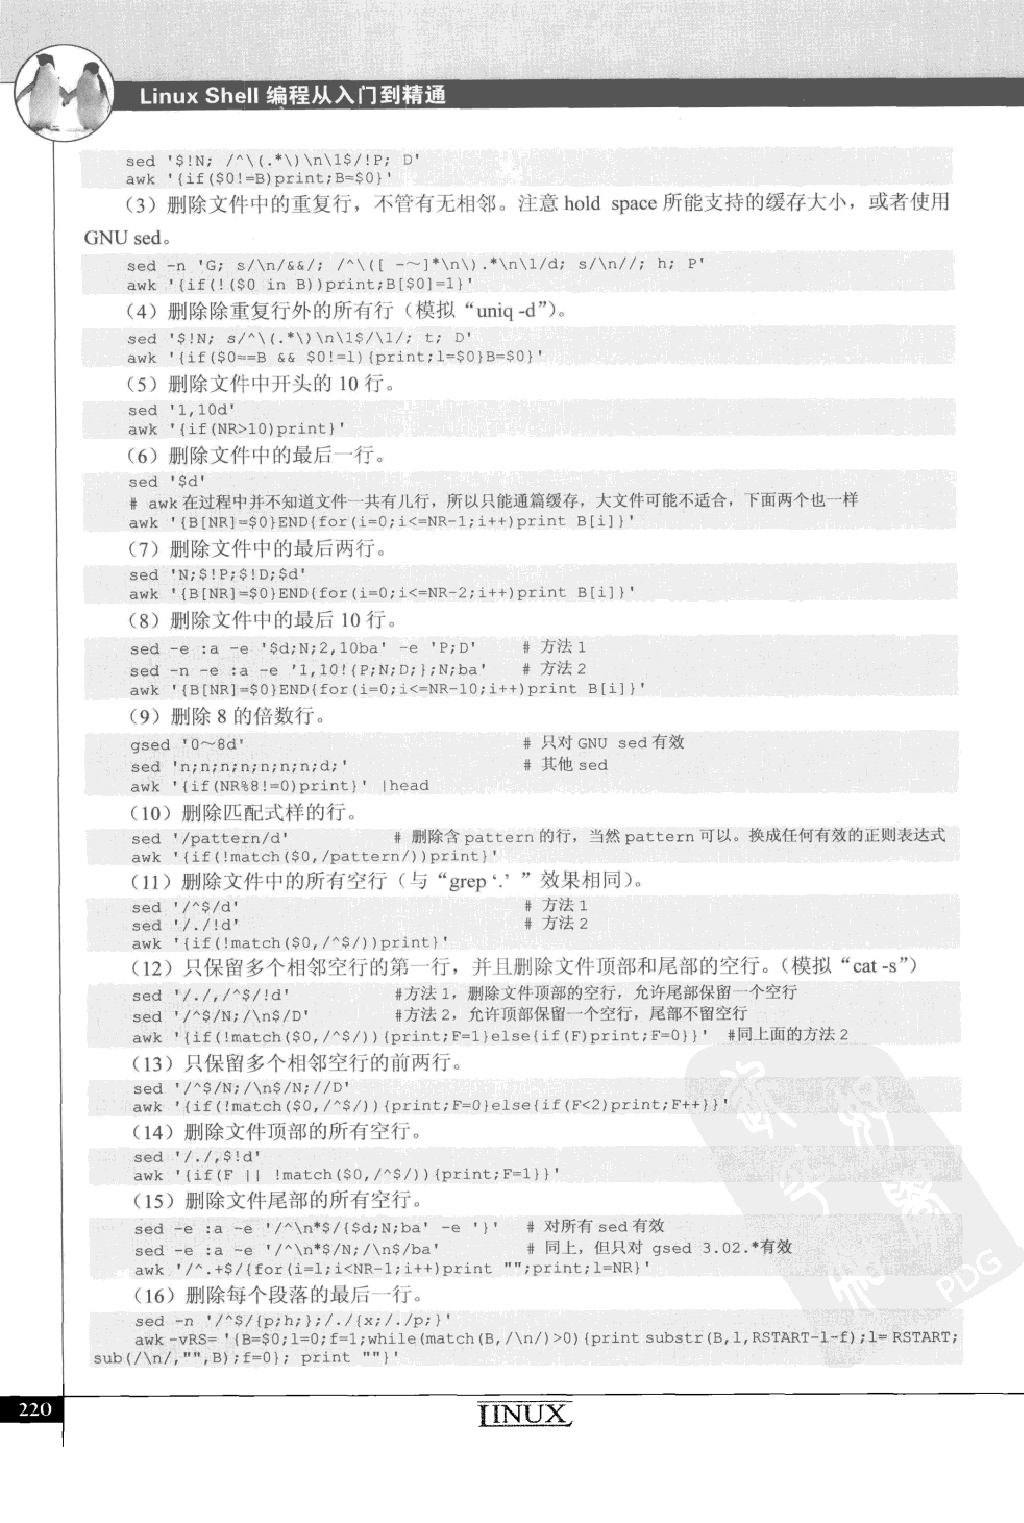 Linux Shell 编程从入门到精通
sed '$!N; /^\(.*\)\n\1$/!P; D'
awk '{if($0!=B)print;B=$0}'
（3）删除文件中的重复行，不管有无相邻。注意 hold space 所能支持的缓存大小，或者使用
GNU sed。
sed -n 'G; s/\n/&&/; /^\([ -~]*\n\).*\n\1/d; s/\n//; h; P'
awk '{if(!($0 in B))print;B[$0]=1}'
（4）删除除重复行外的所有行（模拟“uniq -d”）。
sed '$!N; s/^\(.*\)\n\1$/\1/; t; D'
awk '{if($0==B && $0!=l){print;l=$0}B=$0}'
（5）删除文件中开头的 10 行。
sed '1,10d'
awk '{if(NR>10)print}'
（6）删除文件中的最后一行。
sed '$d'
# awk 在过程中并不知道文件一共有几行，所以只能通篇缓存，大文件可能不适合，下面两个也一样
awk '{B[NR]=$0}END{for(i=0;i<=NR-1;i++)print B[i]}'
（7）删除文件中的最后两行。
sed 'N;$!P;$!D;$d'
awk '{B[NR]=$0}END{for(i=0;i<=NR-2;i++)print B[i]}'
（8）删除文件中的最后 10 行。
sed -e :a -e '$d;N;2,10ba' -e 'P;D' # 方法 1
sed -n -e :a -e '1,10!{P;N;D;};N;ba' # 方法 2
awk '{B[NR]=$0}END{for(i=0;i<=NR-10;i++)print B[i]}'
（9）删除 8 的倍数行。
gsed '0~8d' # 只对 GNU sed 有效
sed 'n;n;n;n;n;n;n;d;' # 其他 sed
awk '{if(NR%8!=0)print}' |head
（10）删除匹配式样的行。
sed '/pattern/d' # 删除含 pattern 的行，当然 pattern 可以。换成任何有效的正则表达式
awk '{if(!match($0,/pattern/))print}'
（11）删除文件中的所有空行（与“grep ‘.’ ”效果相同）。
sed '/^$/d' # 方法 1
sed '/./!d' # 方法 2
awk '{if(!match($0,/^$/))print}'
（12）只保留多个相邻空行的第一行，并且删除文件顶部和尾部的空行。（模拟“cat -s”）
sed '/./,/^$/!d' #方法 1，删除文件顶部的空行，允许尾部保留一个空行
sed '/^$/N;/\n$/D' #方法 2，允许顶部保留一个空行，尾部不留空行
awk '{if(!match($0,/^$/)){print;F=1}else{if(F)print;F=0}}' #同上面的方法 2
（13）只保留多个相邻空行的前两行。
sed '/^$/N;/\n$/N;//D'
awk '{if(!match($0,/^$/)){print;F=0}else{if(F<2)print;F++}}'
（14）删除文件顶部的所有空行。
sed '/./,$!d'
awk '{if(F || !match($0,/^$/)){print;F=1}}'
（15）删除文件尾部的所有空行。
sed -e :a -e '/^\n*$/{$d;N;ba' -e '}' # 对所有 sed 有效
sed -e :a -e '/^\n*$/N;/\n$/ba' # 同上，但只对 gsed 3.02.*有效
awk '/^.+$/{for(i=l;i<NR-1;i++)print "";print;l=NR}'
（16）删除每个段落的最后一行。
sed -n '/^$/{p;h;};/./{x;/./p;}'
awk -vRS= '{B=$0;l=0;f=1;while(match(B,/\n/)>0){print substr(B,l,RSTART-l-f);l=RSTART;
sub(/\n/,"",B);f=0}; print ""}'
PDG
220
LINUX